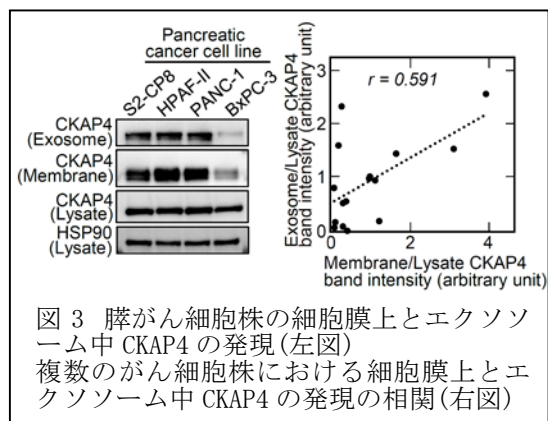 Pancreatic
cancer cell line
S2-CP8
HPAF-II
PANC-1
BxPC-3
CKAP4
(Exosome)
CKAP4
(Membrane)
CKAP4
(Lysate)
HSP90
(Lysate)
Exosome/Lysate CKAP4
band intensity (arbitrary unit)
r = 0.591
3
2
1
0
0
2
4
Membrane/Lysate CKAP4
band intensity (arbitrary unit)
図 3 膵がん細胞株の細胞膜上とエクソソ
ーム中 CKAP4 の発現(左図)
複数のがん細胞株における細胞膜上とエ
クソソーム中 CKAP4 の発現の相関(右図)